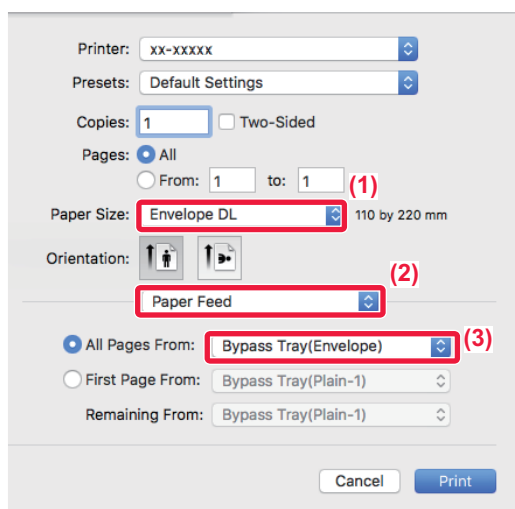 Printer: xx-xxxxx
Presets: Default Settings
Copies: 1 Two-Sided
Pages: All
From: 1 to: 1
(1)
Paper Size: Envelope DL 110 by 220 mm
Orientation:
(2)
Paper Feed
All Pages From: Bypass Tray(Envelope) (3)
First Page From: Bypass Tray(Plain-1)
Remaining From: Bypass Tray(Plain-1)
Cancel Print